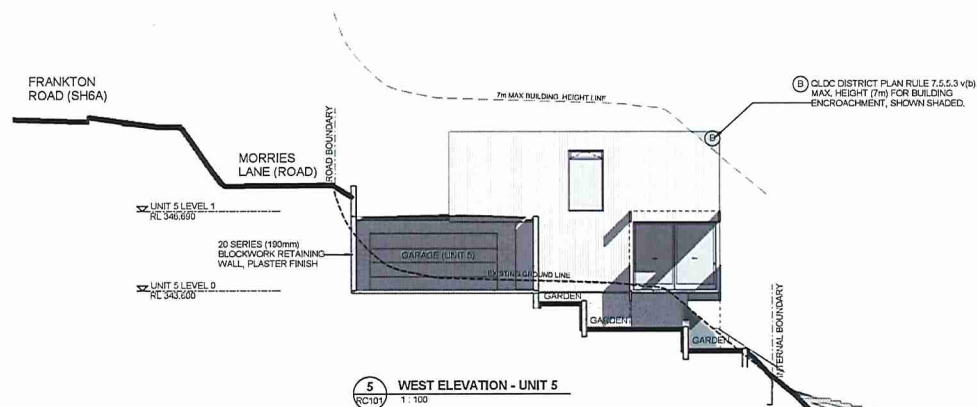 FRANKTON
ROAD (SH6A)
7m MAX BUILDING HEIGHT LINE
B QLDC DISTRICT PLAN RULE 7.5.5.3 v(b)
MAX. HEIGHT (7m) FOR BUILDING
ENCROACHMENT, SHOWN SHADED.
B
ROAD BOUNDARY
MORRIES
LANE (ROAD)
UNIT 5 LEVEL 1
RL 346.690
20 SERIES (190mm)
BLOCKWORK RETAINING
WALL, PLASTER FINISH
GARAGE (UNIT 5)
EXISTING GROUND LINE
UNIT 5 LEVEL 0
RL 343.600
GARDEN
GARDEN
GARDEN
INTERNAL BOUNDARY
5 WEST ELEVATION - UNIT 5
RC101 1 : 100